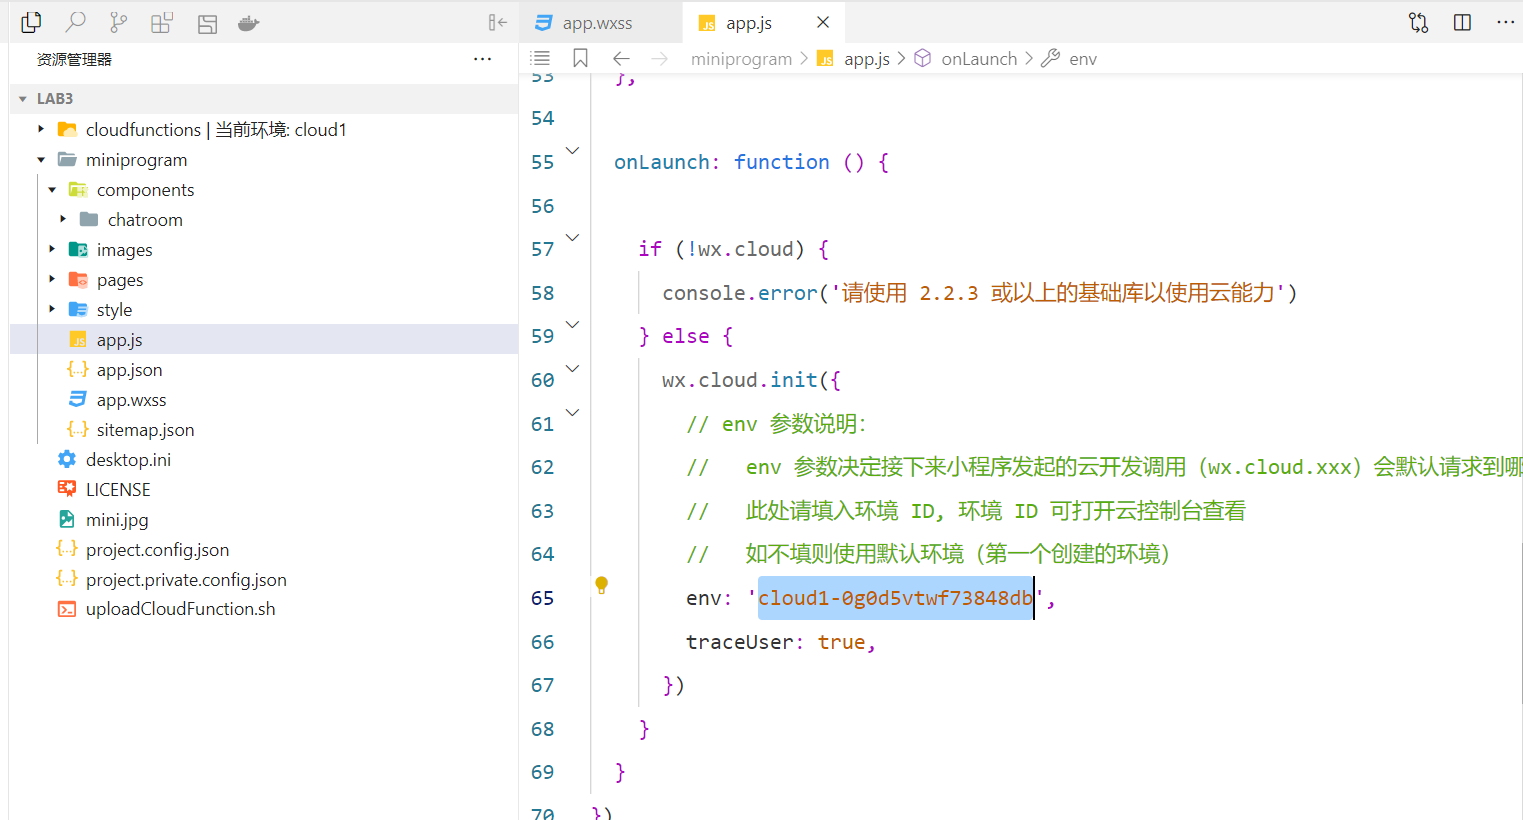 app.wxss
app.js
资源管理器
miniprogram > app.js > onLaunch > env
LAB3
cloudfunctions | 当前环境: cloud1
miniprogram
components
chatroom
images
pages
style
app.js
app.json
app.wxss
sitemap.json
desktop.ini
LICENSE
mini.jpg
project.config.json
project.private.config.json
uploadCloudFunction.sh
53 },
54
55 onLaunch: function () {
56
57 if (!wx.cloud) {
58 console.error('请使用 2.2.3 或以上的基础库以使用云能力')
59 } else {
60 wx.cloud.init({
61 // env 参数说明：
62 // env 参数决定接下来小程序发起的云开发调用（wx.cloud.xxx）会默认请求到哪
63 // 此处请填入环境 ID, 环境 ID 可打开云控制台查看
64 // 如不填则使用默认环境（第一个创建的环境）
65 env: 'cloud1-0g0d5vtwf73848db',
66 traceUser: true,
67 })
68 }
69 }
70 })